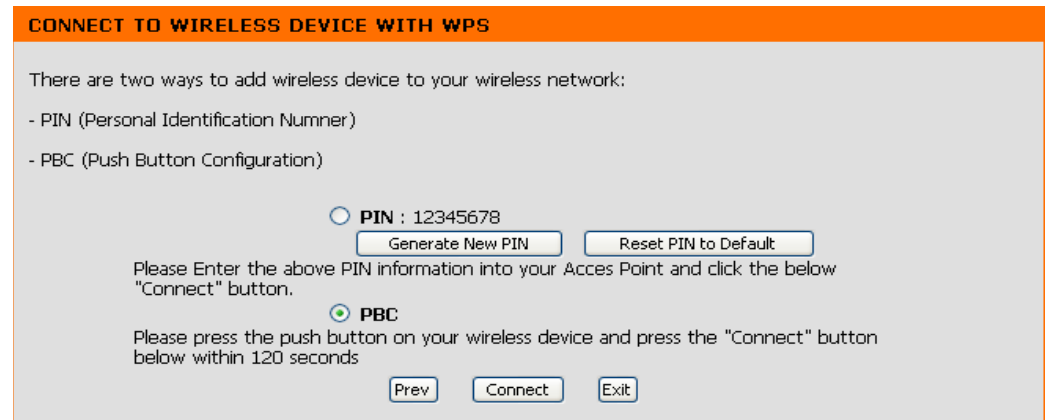 CONNECT TO WIRELESS DEVICE WITH WPS
There are two ways to add wireless device to your wireless network:
- PIN (Personal Identification Numner)
- PBC (Push Button Configuration)
PIN : 12345678
Generate New PIN Reset PIN to Default
Please Enter the above PIN information into your Acces Point and click the below
"Connect" button.
PBC
Please press the push button on your wireless device and press the "Connect" button
below within 120 seconds
Prev Connect Exit